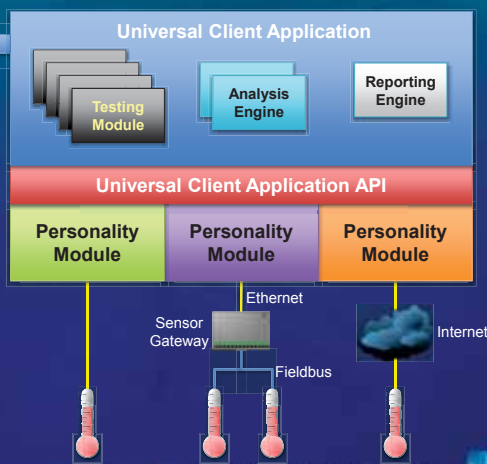 Universal Client Application
Testing
Module
Analysis
Engine
Reporting
Engine
Universal Client Application API
Personality
Module
Personality
Module
Personality
Module
Ethernet
Sensor
Gateway
Internet
Fieldbus